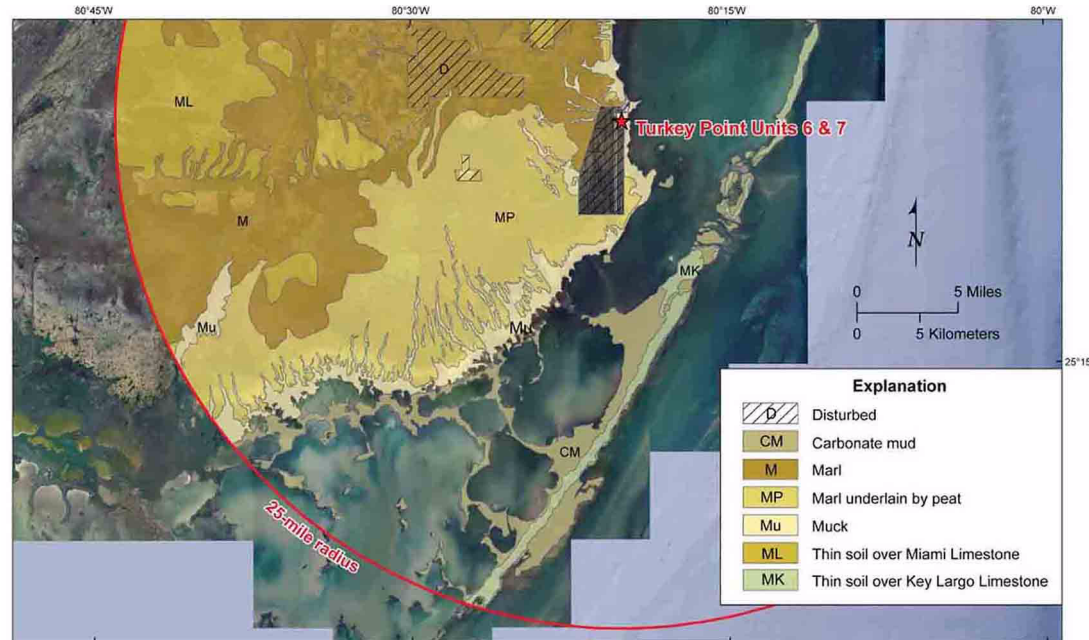 80°45'W
80°30'W
80°15'W
80°W
D
ML
Turkey Point Units 6 & 7
M
MP
N
MK
0 5 Miles
0 5 Kilometers
Mu
Mu
25°15
CM
25-mile radius
Explanation
D Disturbed
CM Carbonate mud
M Marl
MP Marl underlain by peat
Mu Muck
ML Thin soil over Miami Limestone
MK Thin soil over Key Largo Limestone